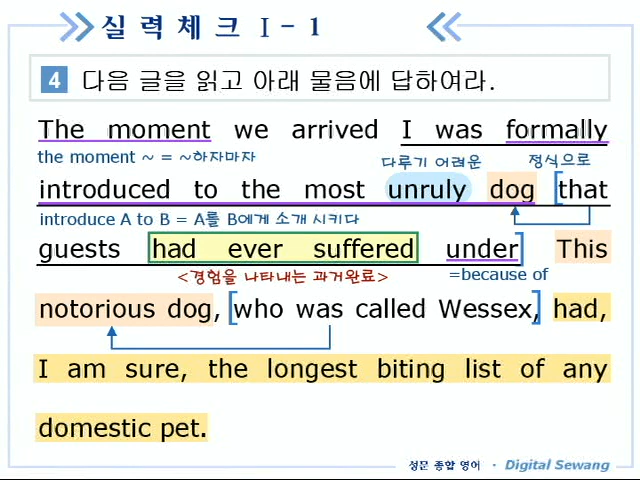 실력체크 I - 1
4 다음 글을 읽고 아래 물음에 답하여라.
The moment we arrived I was formally
the moment ~ = ~하자마자 다루기 어려운 정식으로
introduced to the most unruly dog [that
introduce A to B = A를 B에게 소개 시키다
guests had ever suffered under] This
<경험을 나타내는 과거완료> =because of
notorious dog, [who was called Wessex,] had,
I am sure, the longest biting list of any
domestic pet.
정문 종합 영어 · Digital Sewang